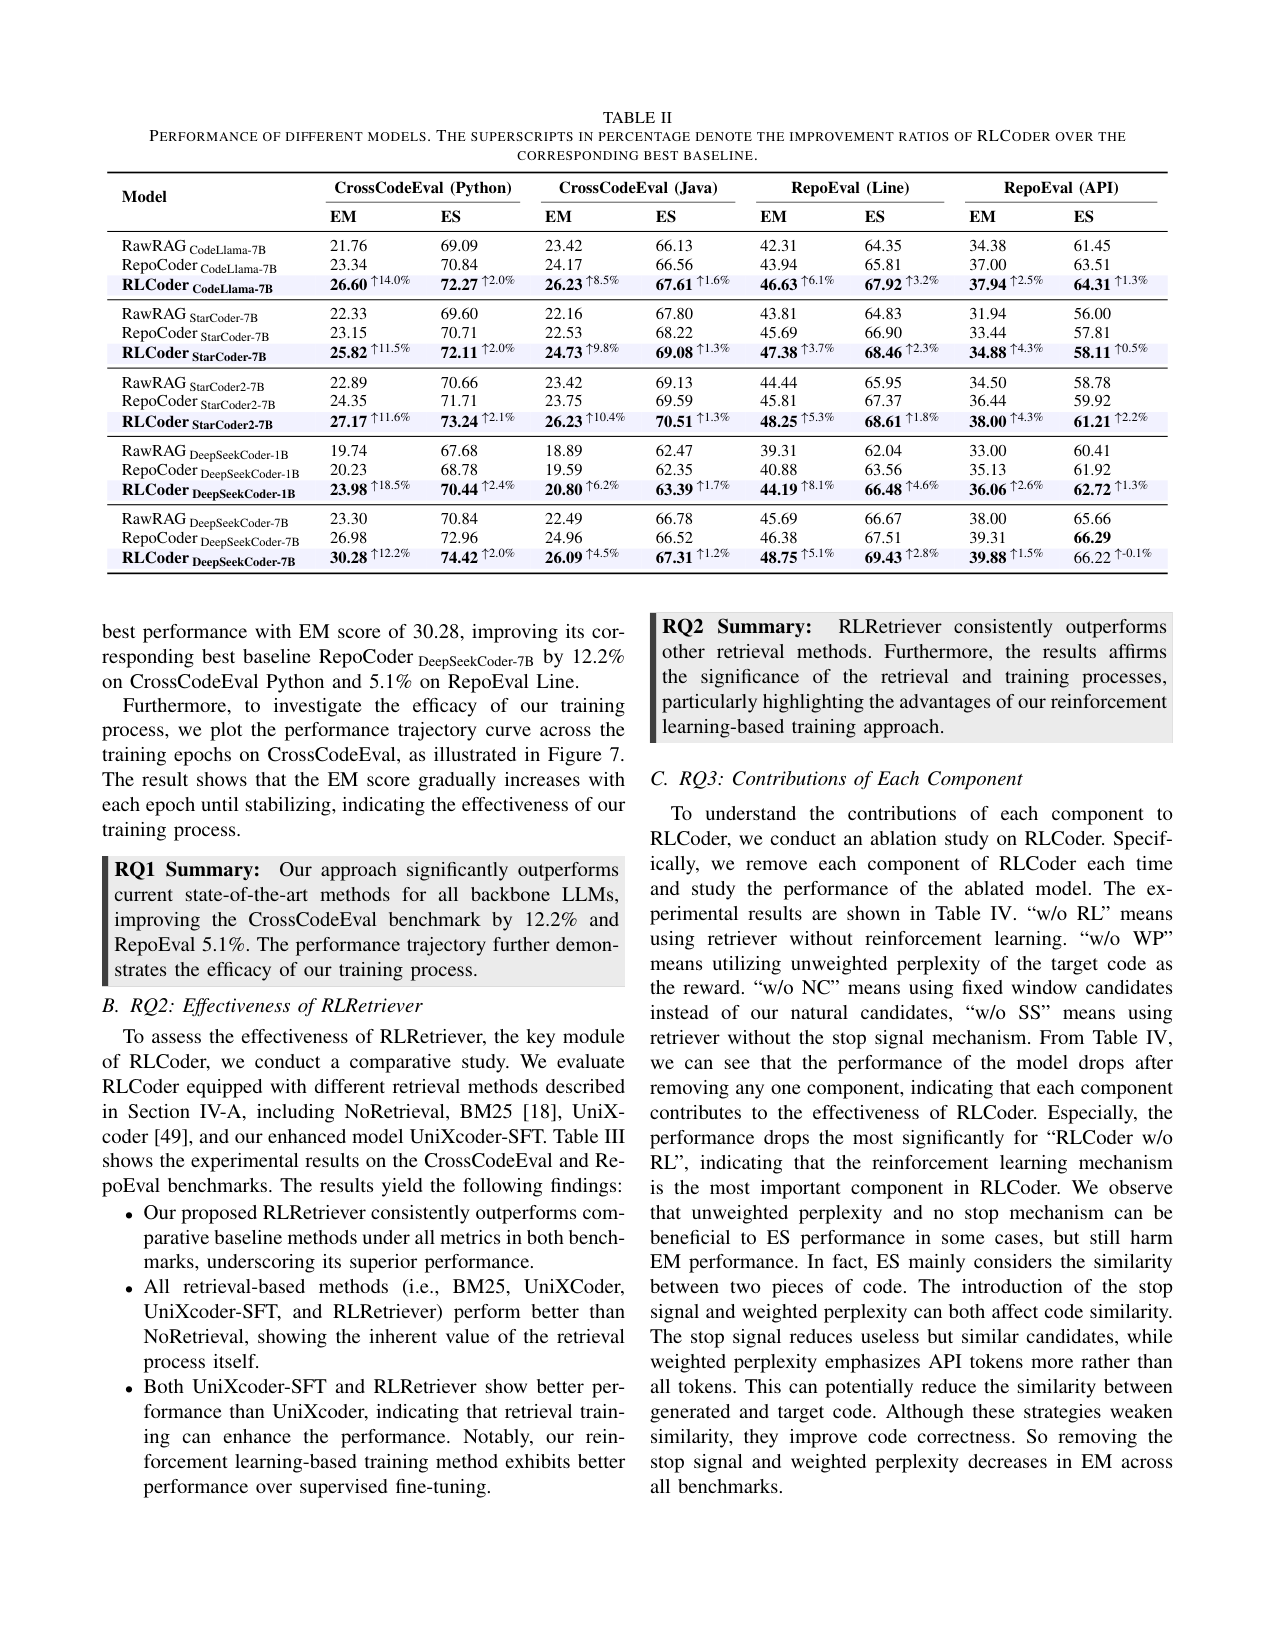 TABLE II
PERFORMANCE OF DIFFERENT MODELS. THE SUPERSCRIPTS IN PERCENTAGE DENOTE THE IMPROVEMENT RATIOS OF RLCODER OVER THE
CORRESPONDING BEST BASELINE.
Model CrossCodeEval (Python) CrossCodeEval (Java) RepoEval (Line) RepoEval (API)
EM ES EM ES EM ES EM ES
RawRAG CodeLlama-7B 21.76 69.09 23.42 66.13 42.31 64.35 34.38 61.45
RepoCoder CodeLlama-7B 23.34 70.84 24.17 66.56 43.94 65.81 37.00 63.51
RLCoder CodeLlama-7B 26.60 ↑14.0% 72.27 ↑2.0% 26.23 ↑8.5% 67.61 ↑1.6% 46.63 ↑6.1% 67.92 ↑3.2% 37.94 ↑2.5% 64.31 ↑1.3%
RawRAG StarCoder-7B 22.33 69.60 22.16 67.80 43.81 64.83 31.94 56.00
RepoCoder StarCoder-7B 23.15 70.71 22.53 68.22 45.69 66.90 33.44 57.81
RLCoder StarCoder-7B 25.82 ↑11.5% 72.11 ↑2.0% 24.73 ↑9.8% 69.08 ↑1.3% 47.38 ↑3.7% 68.46 ↑2.3% 34.88 ↑4.3% 58.11 ↑0.5%
RawRAG StarCoder2-7B 22.89 70.66 23.42 69.13 44.44 65.95 34.50 58.78
RepoCoder StarCoder2-7B 24.35 71.71 23.75 69.59 45.81 67.37 36.44 59.92
RLCoder StarCoder2-7B 27.17 ↑11.6% 73.24 ↑2.1% 26.23 ↑10.4% 70.51 ↑1.3% 48.25 ↑5.3% 68.61 ↑1.8% 38.00 ↑4.3% 61.21 ↑2.2%
RawRAG DeepSeekCoder-1B 19.74 67.68 18.89 62.47 39.31 62.04 33.00 60.41
RepoCoder DeepSeekCoder-1B 20.23 68.78 19.59 62.35 40.88 63.56 35.13 61.92
RLCoder DeepSeekCoder-1B 23.98 ↑18.5% 70.44 ↑2.4% 20.80 ↑6.2% 63.39 ↑1.7% 44.19 ↑8.1% 66.48 ↑4.6% 36.06 ↑2.6% 62.72 ↑1.3%
RawRAG DeepSeekCoder-7B 23.30 70.84 22.49 66.78 45.69 66.67 38.00 65.66
RepoCoder DeepSeekCoder-7B 26.98 72.96 24.96 66.52 46.38 67.51 39.31 66.29
RLCoder DeepSeekCoder-7B 30.28 ↑12.2% 74.42 ↑2.0% 26.09 ↑4.5% 67.31 ↑1.2% 48.75 ↑5.1% 69.43 ↑2.8% 39.88 ↑1.5% 66.22 ↑-0.1%
best performance with EM score of 30.28, improving its cor-
responding best baseline RepoCoder DeepSeekCoder-7B by 12.2%
on CrossCodeEval Python and 5.1% on RepoEval Line.
Furthermore, to investigate the efficacy of our training
process, we plot the performance trajectory curve across the
training epochs on CrossCodeEval, as illustrated in Figure 7.
The result shows that the EM score gradually increases with
each epoch until stabilizing, indicating the effectiveness of our
training process.
RQ1 Summary: Our approach significantly outperforms
current state-of-the-art methods for all backbone LLMs,
improving the CrossCodeEval benchmark by 12.2% and
RepoEval 5.1%. The performance trajectory further demon-
strates the efficacy of our training process.
B. RQ2: Effectiveness of RLRetriever
To assess the effectiveness of RLRetriever, the key module
of RLCoder, we conduct a comparative study. We evaluate
RLCoder equipped with different retrieval methods described
in Section IV-A, including NoRetrieval, BM25 [18], UniX-
coder [49], and our enhanced model UniXcoder-SFT. Table III
shows the experimental results on the CrossCodeEval and Re-
poEval benchmarks. The results yield the following findings:
• Our proposed RLRetriever consistently outperforms com-
parative baseline methods under all metrics in both bench-
marks, underscoring its superior performance.
• All retrieval-based methods (i.e., BM25, UniXCoder,
UniXcoder-SFT, and RLRetriever) perform better than
NoRetrieval, showing the inherent value of the retrieval
process itself.
• Both UniXcoder-SFT and RLRetriever show better per-
formance than UniXcoder, indicating that retrieval train-
ing can enhance the performance. Notably, our rein-
forcement learning-based training method exhibits better
performance over supervised fine-tuning.
RQ2 Summary: RLRetriever consistently outperforms
other retrieval methods. Furthermore, the results affirms
the significance of the retrieval and training processes,
particularly highlighting the advantages of our reinforcement
learning-based training approach.
C. RQ3: Contributions of Each Component
To understand the contributions of each component to
RLCoder, we conduct an ablation study on RLCoder. Specif-
ically, we remove each component of RLCoder each time
and study the performance of the ablated model. The ex-
perimental results are shown in Table IV. “w/o RL” means
using retriever without reinforcement learning. “w/o WP”
means utilizing unweighted perplexity of the target code as
the reward. “w/o NC” means using fixed window candidates
instead of our natural candidates, “w/o SS” means using
retriever without the stop signal mechanism. From Table IV,
we can see that the performance of the model drops after
removing any one component, indicating that each component
contributes to the effectiveness of RLCoder. Especially, the
performance drops the most significantly for “RLCoder w/o
RL”, indicating that the reinforcement learning mechanism
is the most important component in RLCoder. We observe
that unweighted perplexity and no stop mechanism can be
beneficial to ES performance in some cases, but still harm
EM performance. In fact, ES mainly considers the similarity
between two pieces of code. The introduction of the stop
signal and weighted perplexity can both affect code similarity.
The stop signal reduces useless but similar candidates, while
weighted perplexity emphasizes API tokens more rather than
all tokens. This can potentially reduce the similarity between
generated and target code. Although these strategies weaken
similarity, they improve code correctness. So removing the
stop signal and weighted perplexity decreases in EM across
all benchmarks.